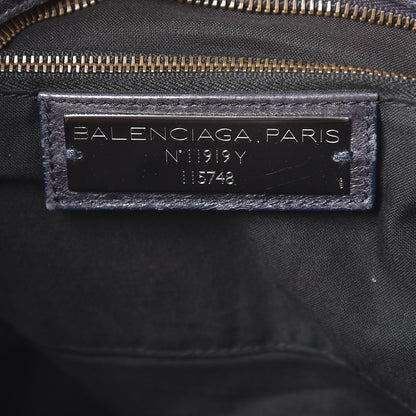 BALENCIAGA, PARIS
N° 11919 Y
115748